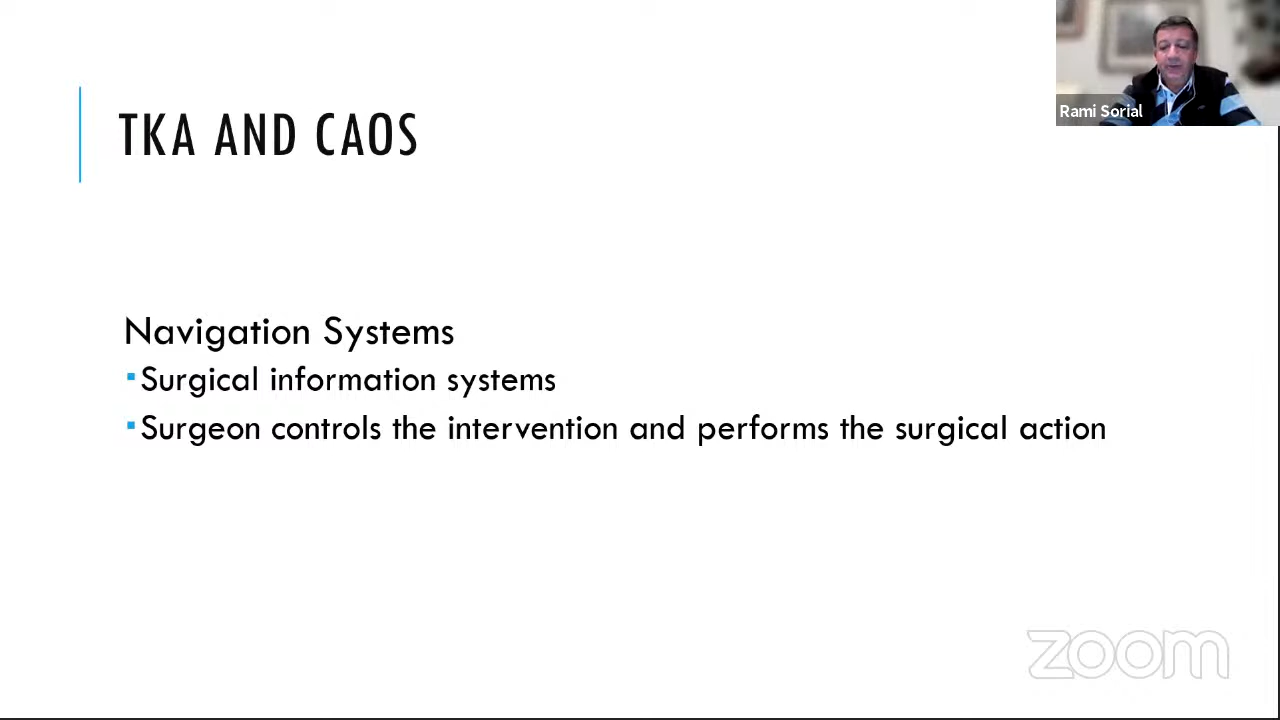 TKA AND CAOS
Rami Sorial
Navigation Systems
Surgical information systems
Surgeon controls the intervention and performs the surgical action
zoom